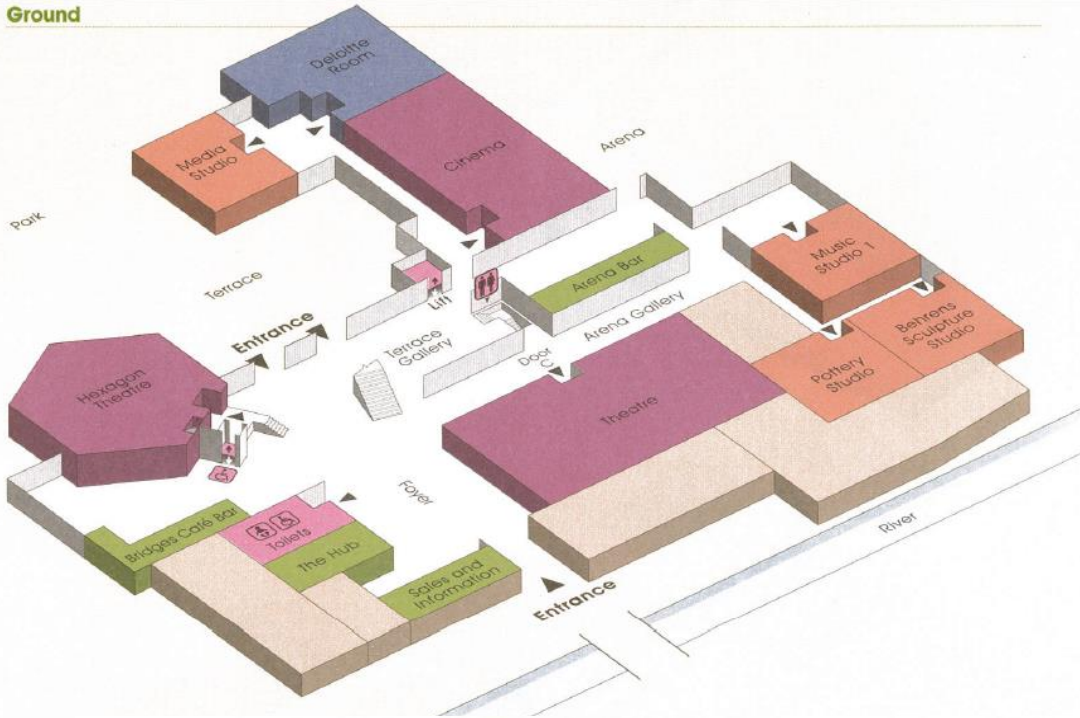 Ground
Deloitte
Room
Media
Studio
Cinema
Arena
Park
Terrace
Music
Studio 1
Arena Bar
Lift
Entrance
Arena Gallery
Behrens
Sculpture
Studio
Terrace
Gallery
Door
C
Pottery
Studio
Hexagon
Theatre
Theatre
Foyer
River
Bridges Café Bar
Toilets
The Hub
Sales and
Information
Entrance